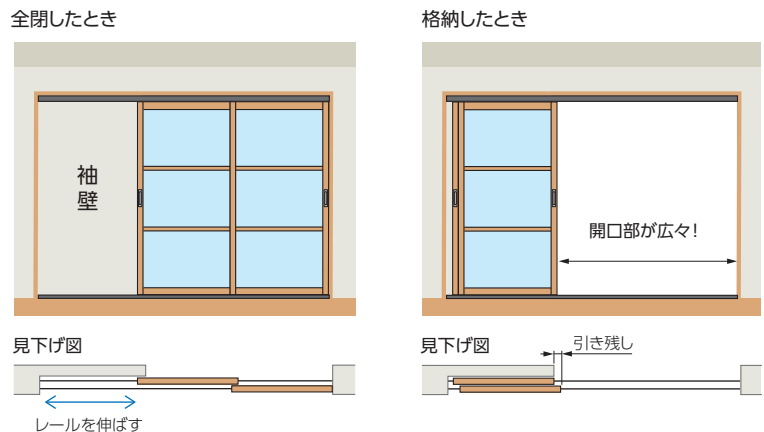 全閉したとき
格納したとき
袖壁
開口部が広々!
見下げ図
見下げ図
引き残し
レールを伸ばす